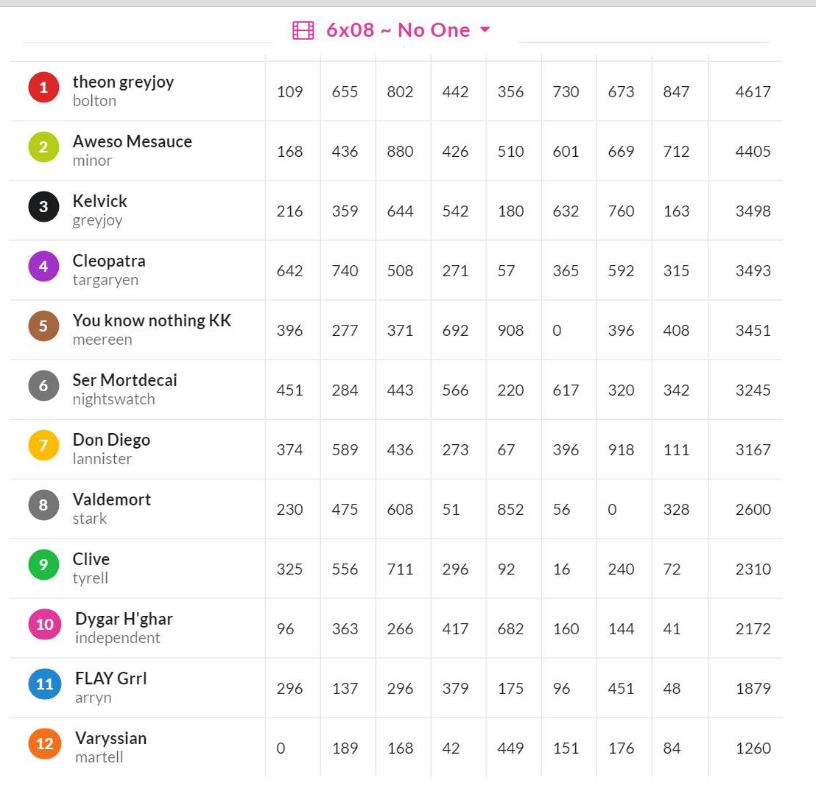 6x08 ~ No One
1 theon greyjoy 109 655 802 442 356 730 673 847 4617
bolton
2 Aweso Mesauce 168 436 880 426 510 601 669 712 4405
minor
3 Kelvick 216 359 644 542 180 632 760 163 3498
greyjoy
4 Cleopatra 642 740 508 271 57 365 592 315 3493
targaryen
5 You know nothing KK 396 277 371 692 908 0 396 408 3451
meereen
6 Ser Mortdecai 451 284 443 566 220 617 320 342 3245
nightswatch
7 Don Diego 374 589 436 273 67 396 918 111 3167
lannister
8 Valdemort 230 475 608 51 852 56 0 328 2600
stark
9 Clive 325 556 711 296 92 16 240 72 2310
tyrell
10 Dygar H'ghar 96 363 266 417 682 160 144 41 2172
independent
11 FLAY Grrl 296 137 296 379 175 96 451 48 1879
arryn
12 Varyssian 0 189 168 42 449 151 176 84 1260
martell